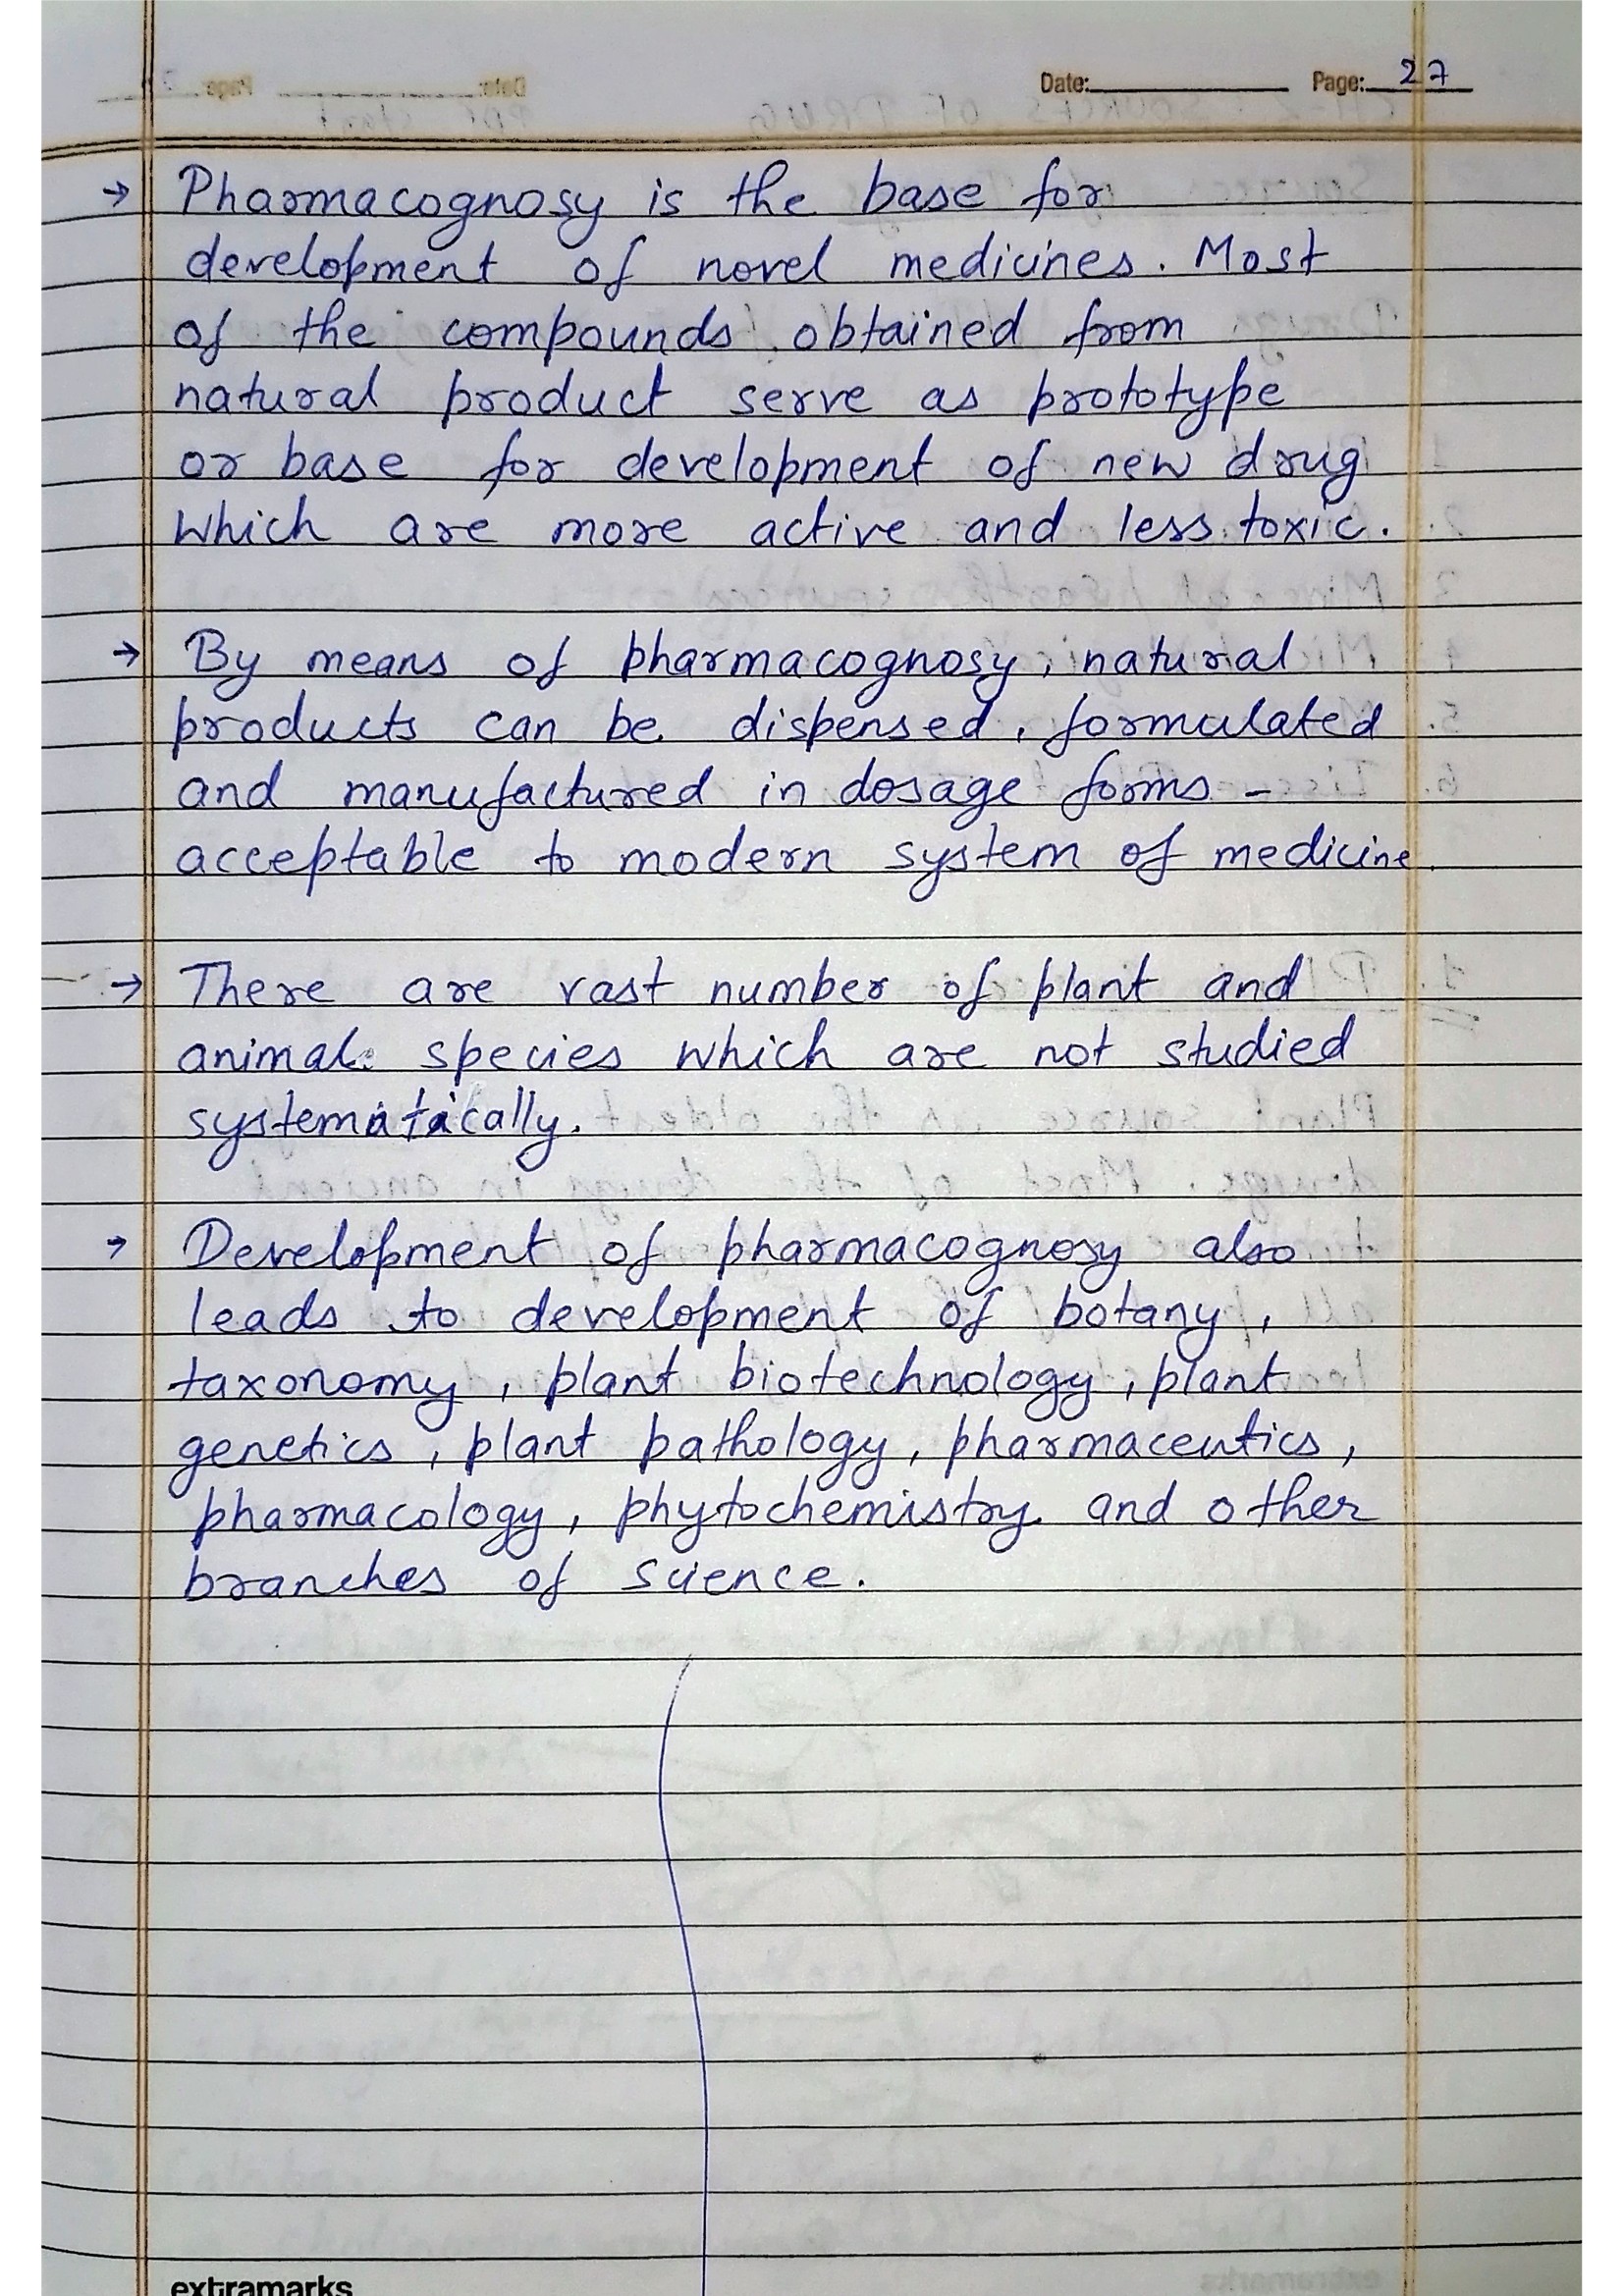 Date: Page: 27
→ Pharmacognosy is the base for
development of novel medicines. Most
of the compounds obtained from
natural product serve as prototype
or base for development of new drug
which are more active and less toxic.
→ By means of pharmacognosy, natural
products can be dispensed, formulated
and manufactured in dosage forms -
acceptable to modern system of medicine.
→ There are vast number of plant and
animal species which are not studied
systematically.
→ Development of pharmacognosy also
leads to development of botany,
taxonomy, plant biotechnology, plant
genetics, plant pathology, pharmaceutics,
pharmacology, phytochemistry and other
branches of science.
extramarks